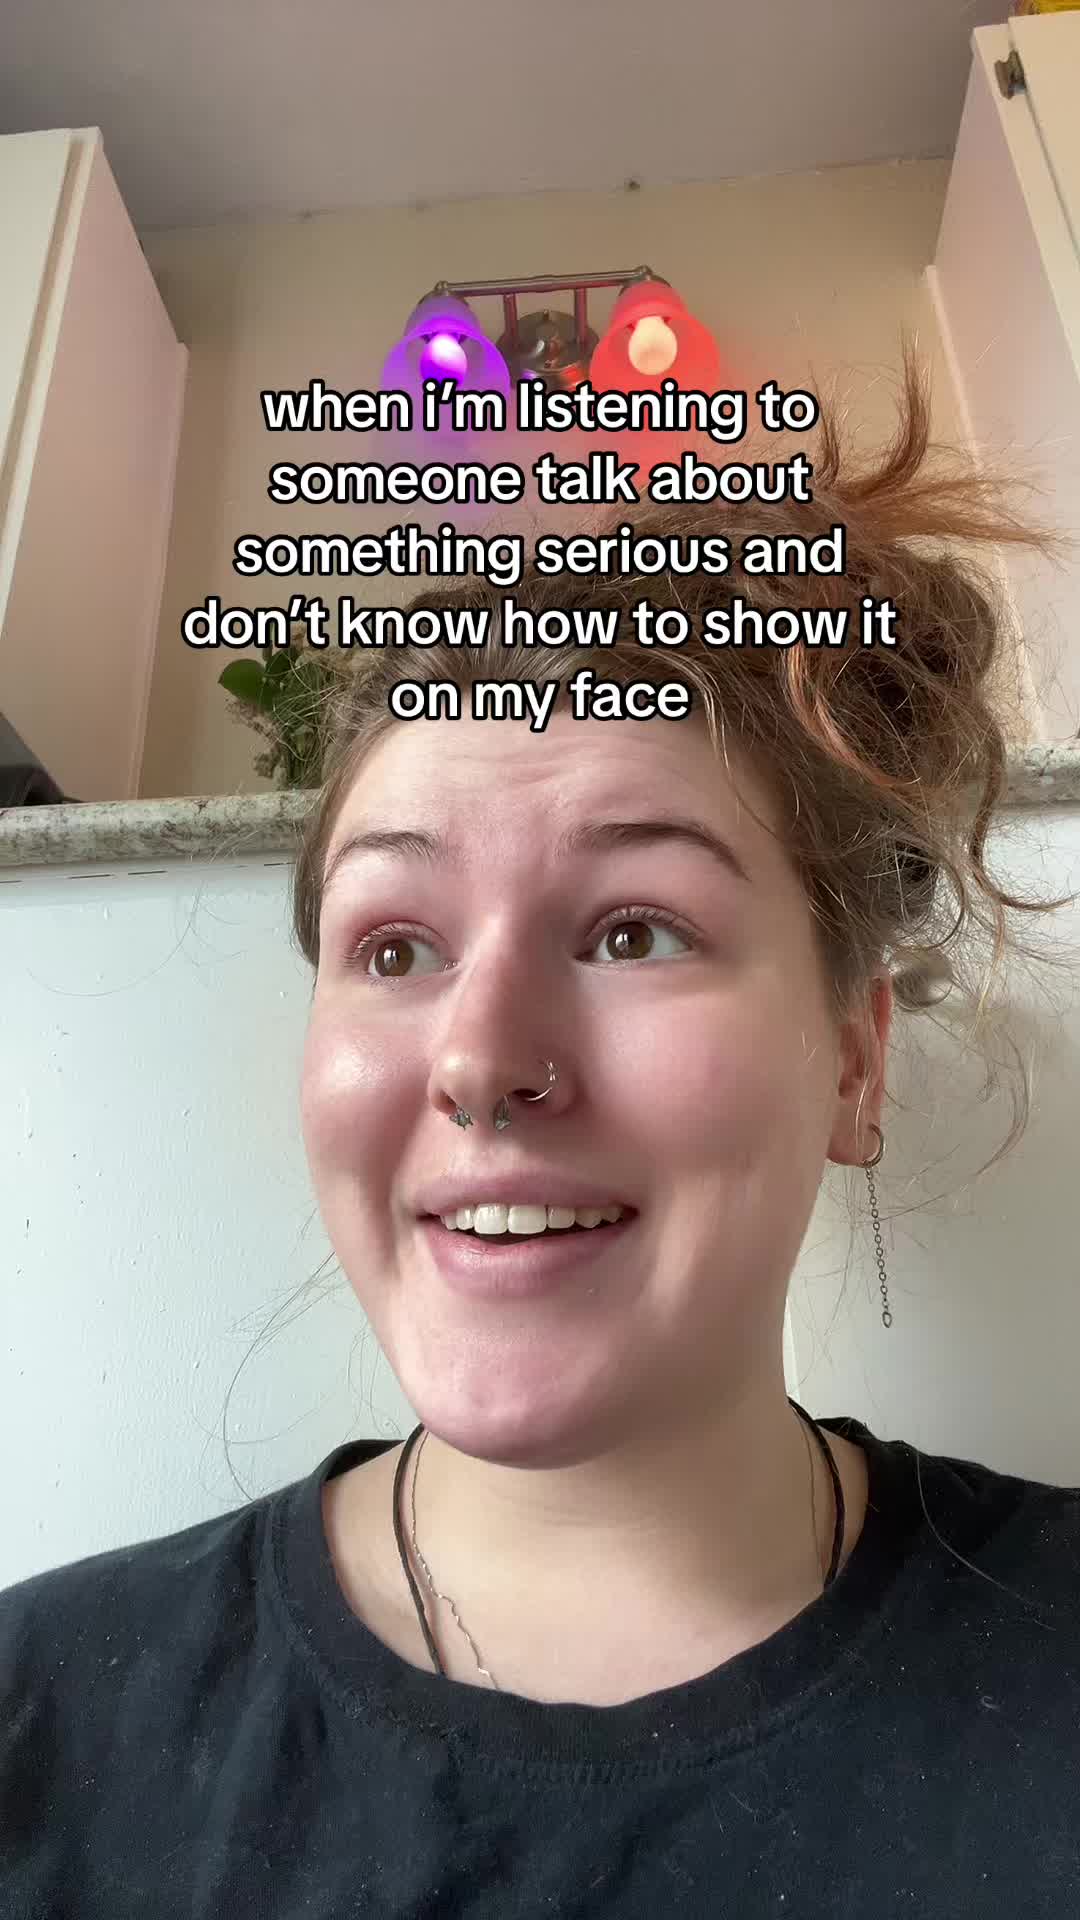 when i’m listening to
someone talk about
something serious and
don’t know how to show it
on my face